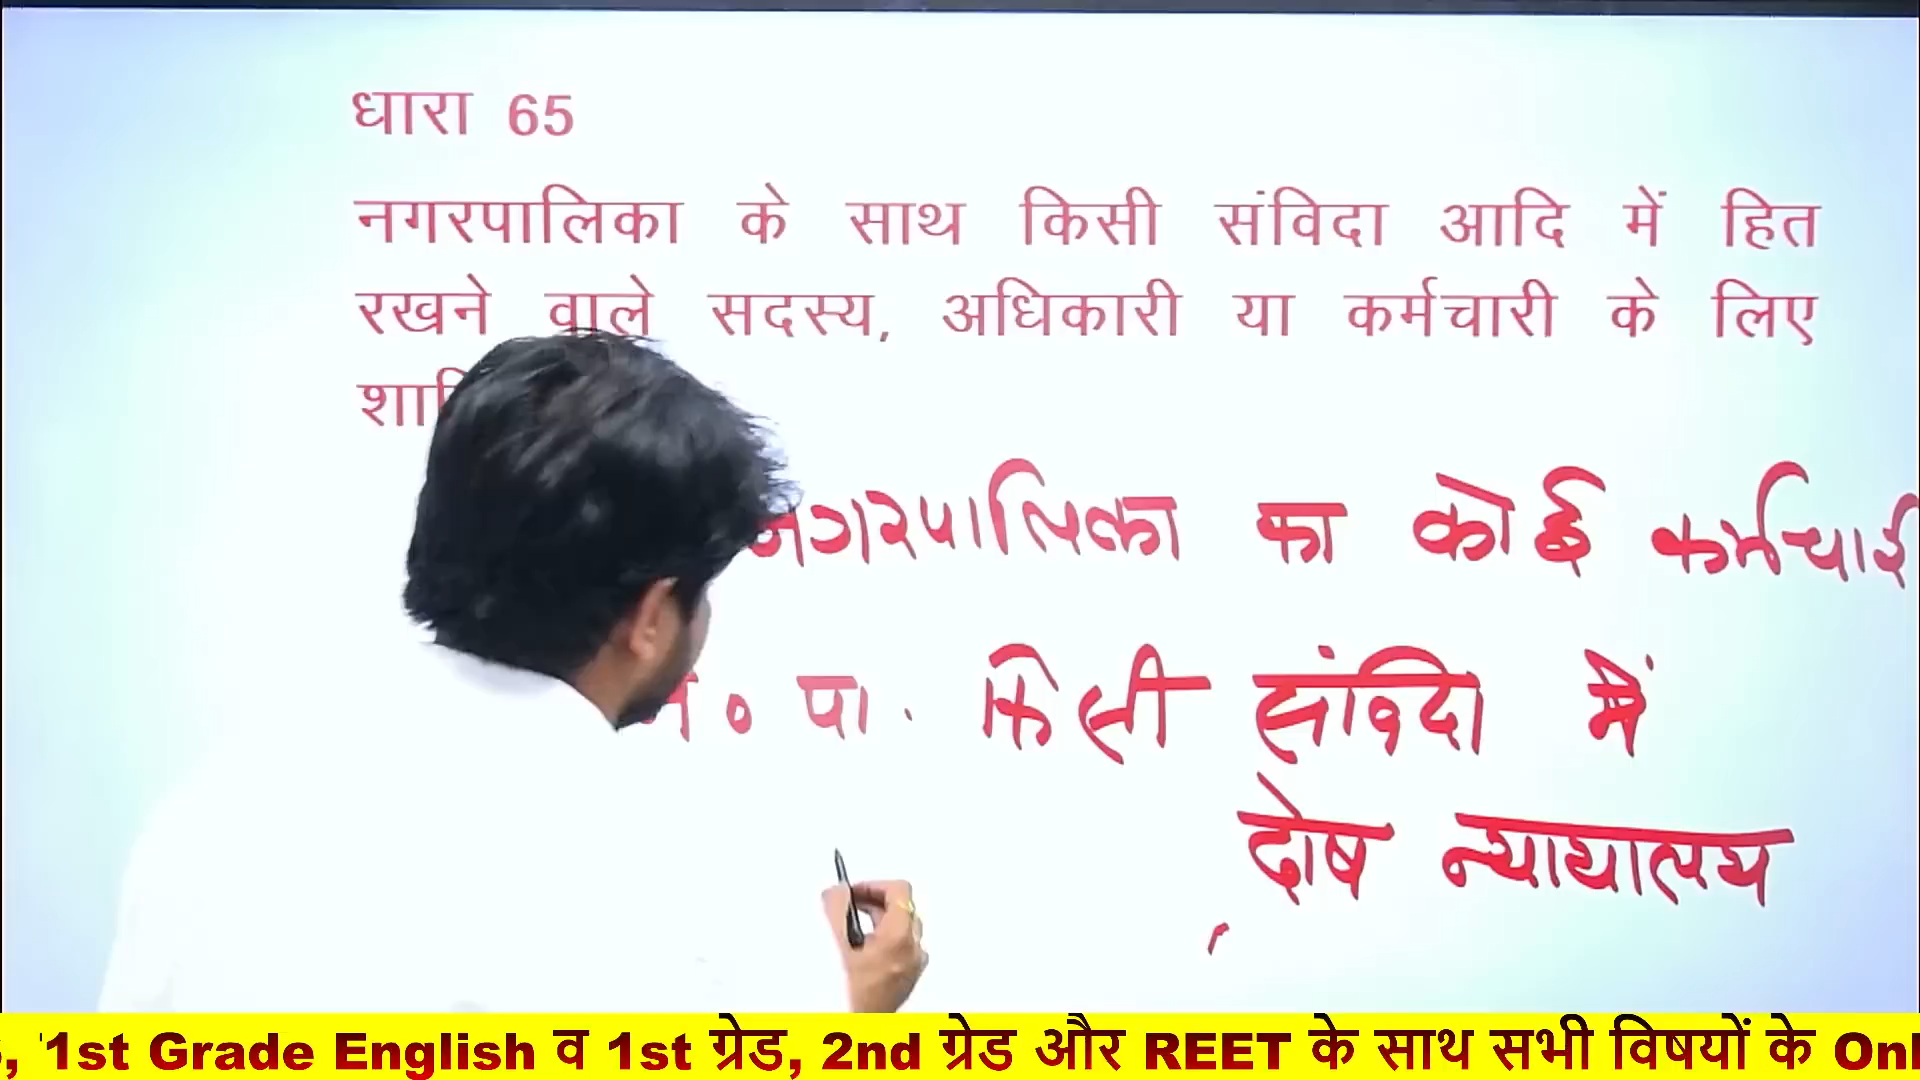 धारा 65
नगरपालिका के साथ किसी संविदा आदि में हित
रखने वाले सदस्य, अधिकारी या कर्मचारी के लिए
नगरपालिका का कोई कर्मचारी
न० पा. किसी संविदा में
दोष न्यायालय
1st Grade English व 1st ग्रेड, 2nd ग्रेड और REET के साथ सभी विषयों के